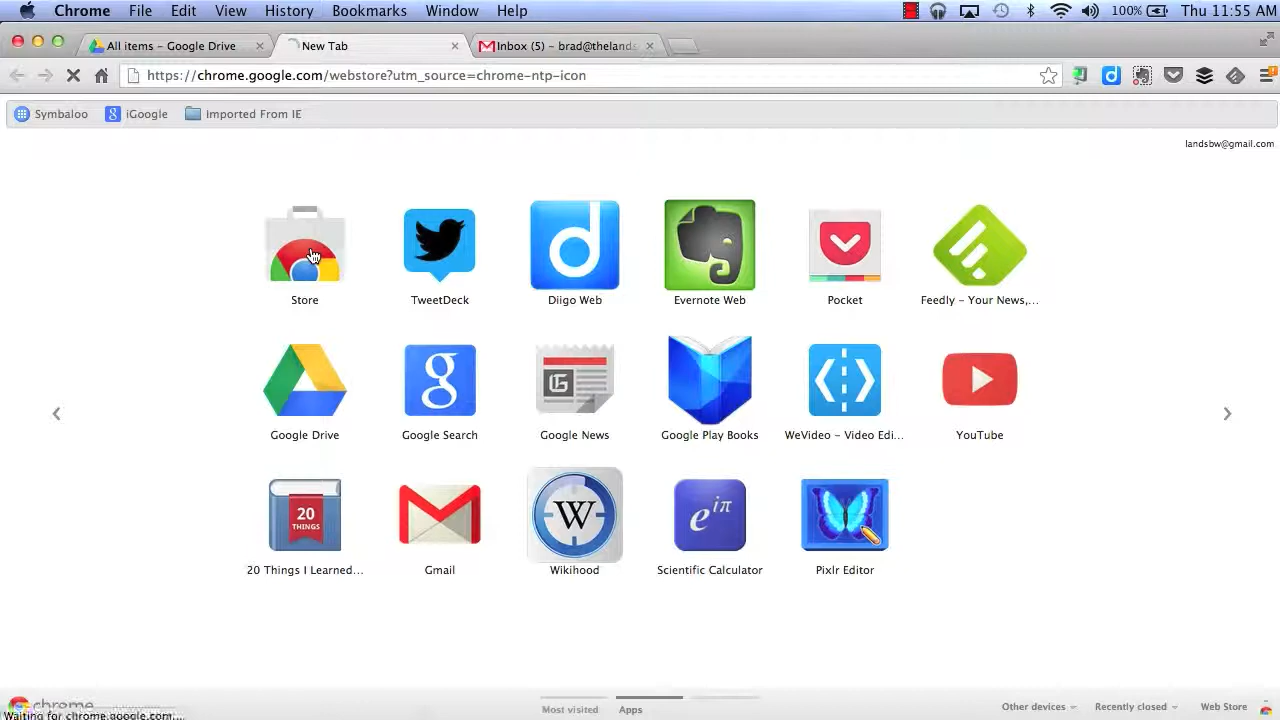 Chrome File Edit View History Bookmarks Window Help 100% Thu 11:55 AM
All items – Google Drive New Tab Inbox (5) – brad@thelands
https://chrome.google.com/webstore?utm_source=chrome-ntp-icon
Symbaloo iGoogle Imported From IE
landsbw@gmail.com
Store TweetDeck Diigo Web Evernote Web Pocket Feedly – Your News,...
Google Drive Google Search Google News Google Play Books WeVideo – Video Edi... YouTube
20
THINGS
20 Things I Learned... Gmail Wikihood Scientific Calculator Pixlr Editor
chrome Most visited Apps Other devices Recently closed Web Store
Waiting for chrome.google.com...